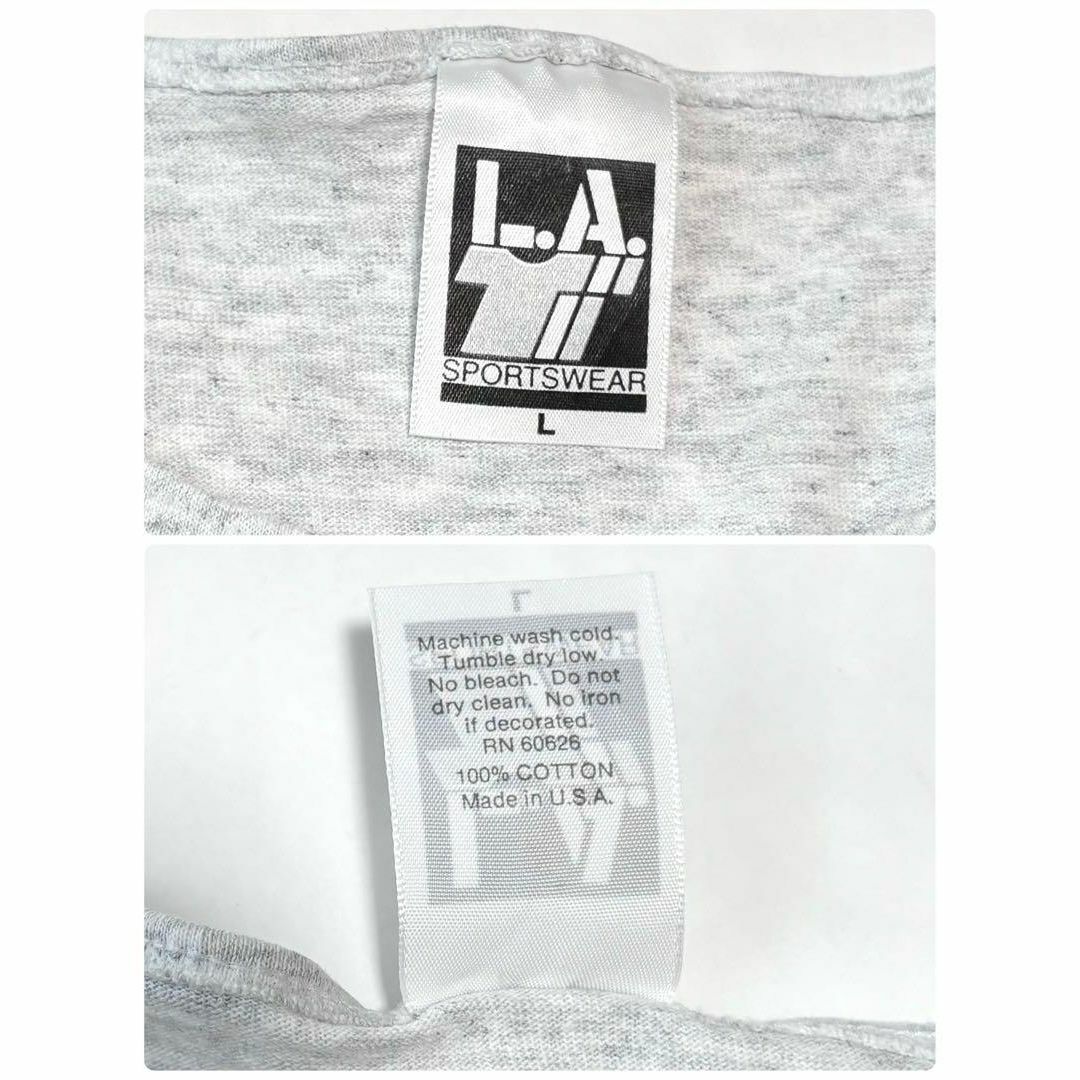 L.A.
T
SPORTSWEAR
L
Machine wash cold.
Tumble dry low.
No bleach. Do not
dry clean. No iron
if decorated.
RN 60626
100% COTTON
Made in U.S.A.